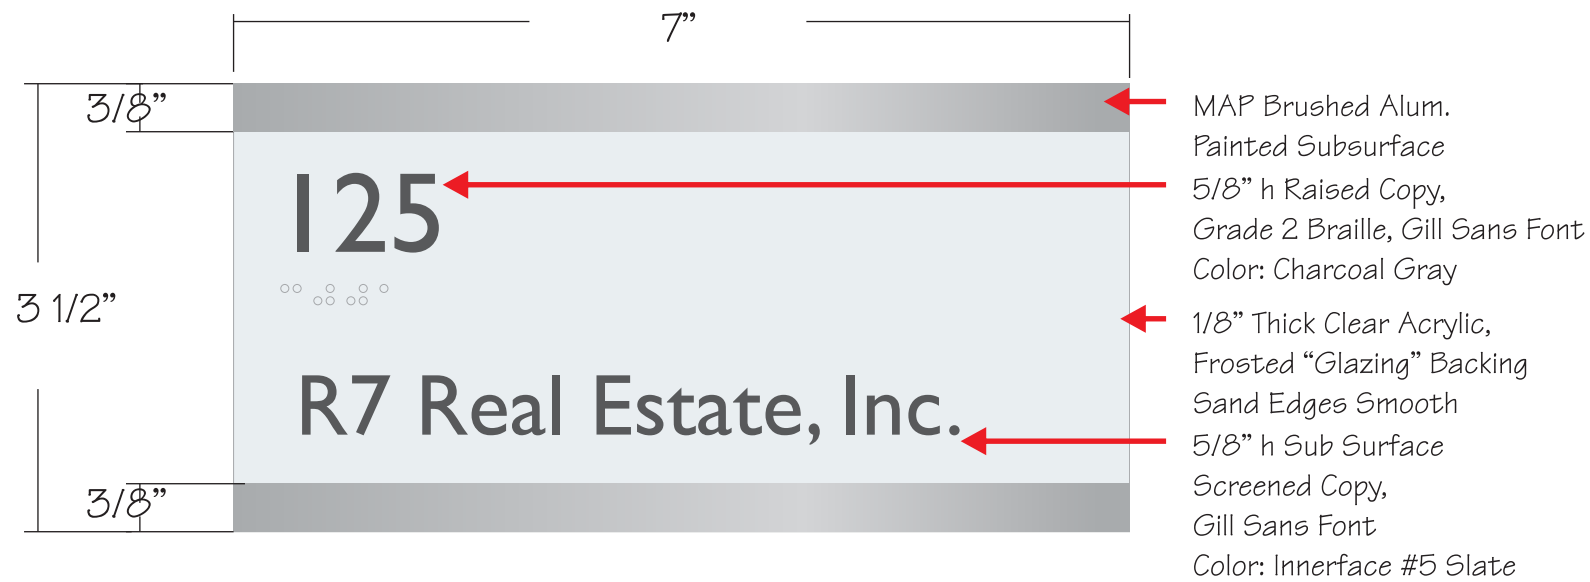 7”
3/8”
MAP Brushed Alum.
Painted Subsurface
125
5/8” h Raised Copy,
Grade 2 Braille, Gill Sans Font
Color: Charcoal Gray
3 1/2”
1/8” Thick Clear Acrylic,
Frosted “Glazing” Backing
Sand Edges Smooth
R7 Real Estate, Inc.
5/8” h Sub Surface
Screened Copy,
Gill Sans Font
Color: Innerface #5 Slate
3/8”